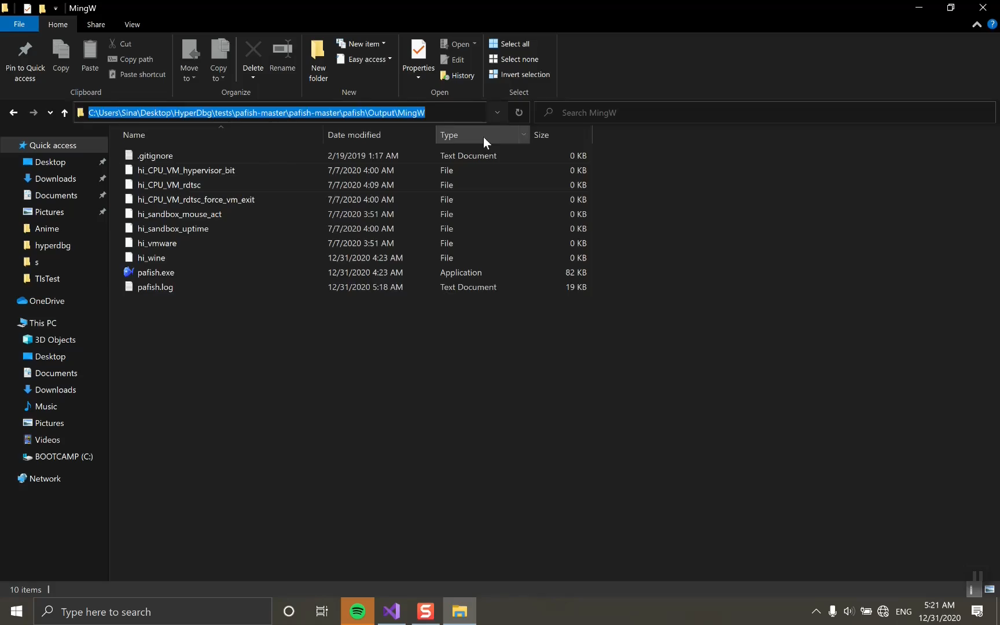 MingW
File
Home
Share
View
Pin to Quick access
Copy
Paste
Cut
Copy path
Paste shortcut
Clipboard
Move to
Copy to
Delete
Rename
Organize
New folder
New item
Easy access
New
Properties
Open
Edit
History
Open
Select all
Select none
Invert selection
Select
C:\Users\Sina\Desktop\HyperDbg\tests\pafish-master\pafish-master\pafish\Output\MingW
Search MingW
Name Date modified Type Size
.gitignore 2/19/2019 1:17 AM Text Document 0 KB
hi_CPU_VM_hypervisor_bit 7/7/2020 4:00 AM File 0 KB
hi_CPU_VM_rdtsc 7/7/2020 4:09 AM File 0 KB
hi_CPU_VM_rdtsc_force_vm_exit 7/7/2020 4:00 AM File 0 KB
hi_sandbox_mouse_act 7/7/2020 3:51 AM File 0 KB
hi_sandbox_uptime 7/7/2020 4:00 AM File 0 KB
hi_vmware 7/7/2020 3:51 AM File 0 KB
hi_wine 12/31/2020 4:23 AM File 0 KB
pafish.exe 12/31/2020 4:23 AM Application 82 KB
pafish.log 12/31/2020 5:18 AM Text Document 19 KB
Quick access
Desktop
Downloads
Documents
Pictures
Anime
hyperdbg
s
TlsTest
OneDrive
This PC
3D Objects
Desktop
Documents
Downloads
Music
Pictures
Videos
BOOTCAMP (C:)
Network
10 items
Type here to search
ENG
5:21 AM
12/31/2020